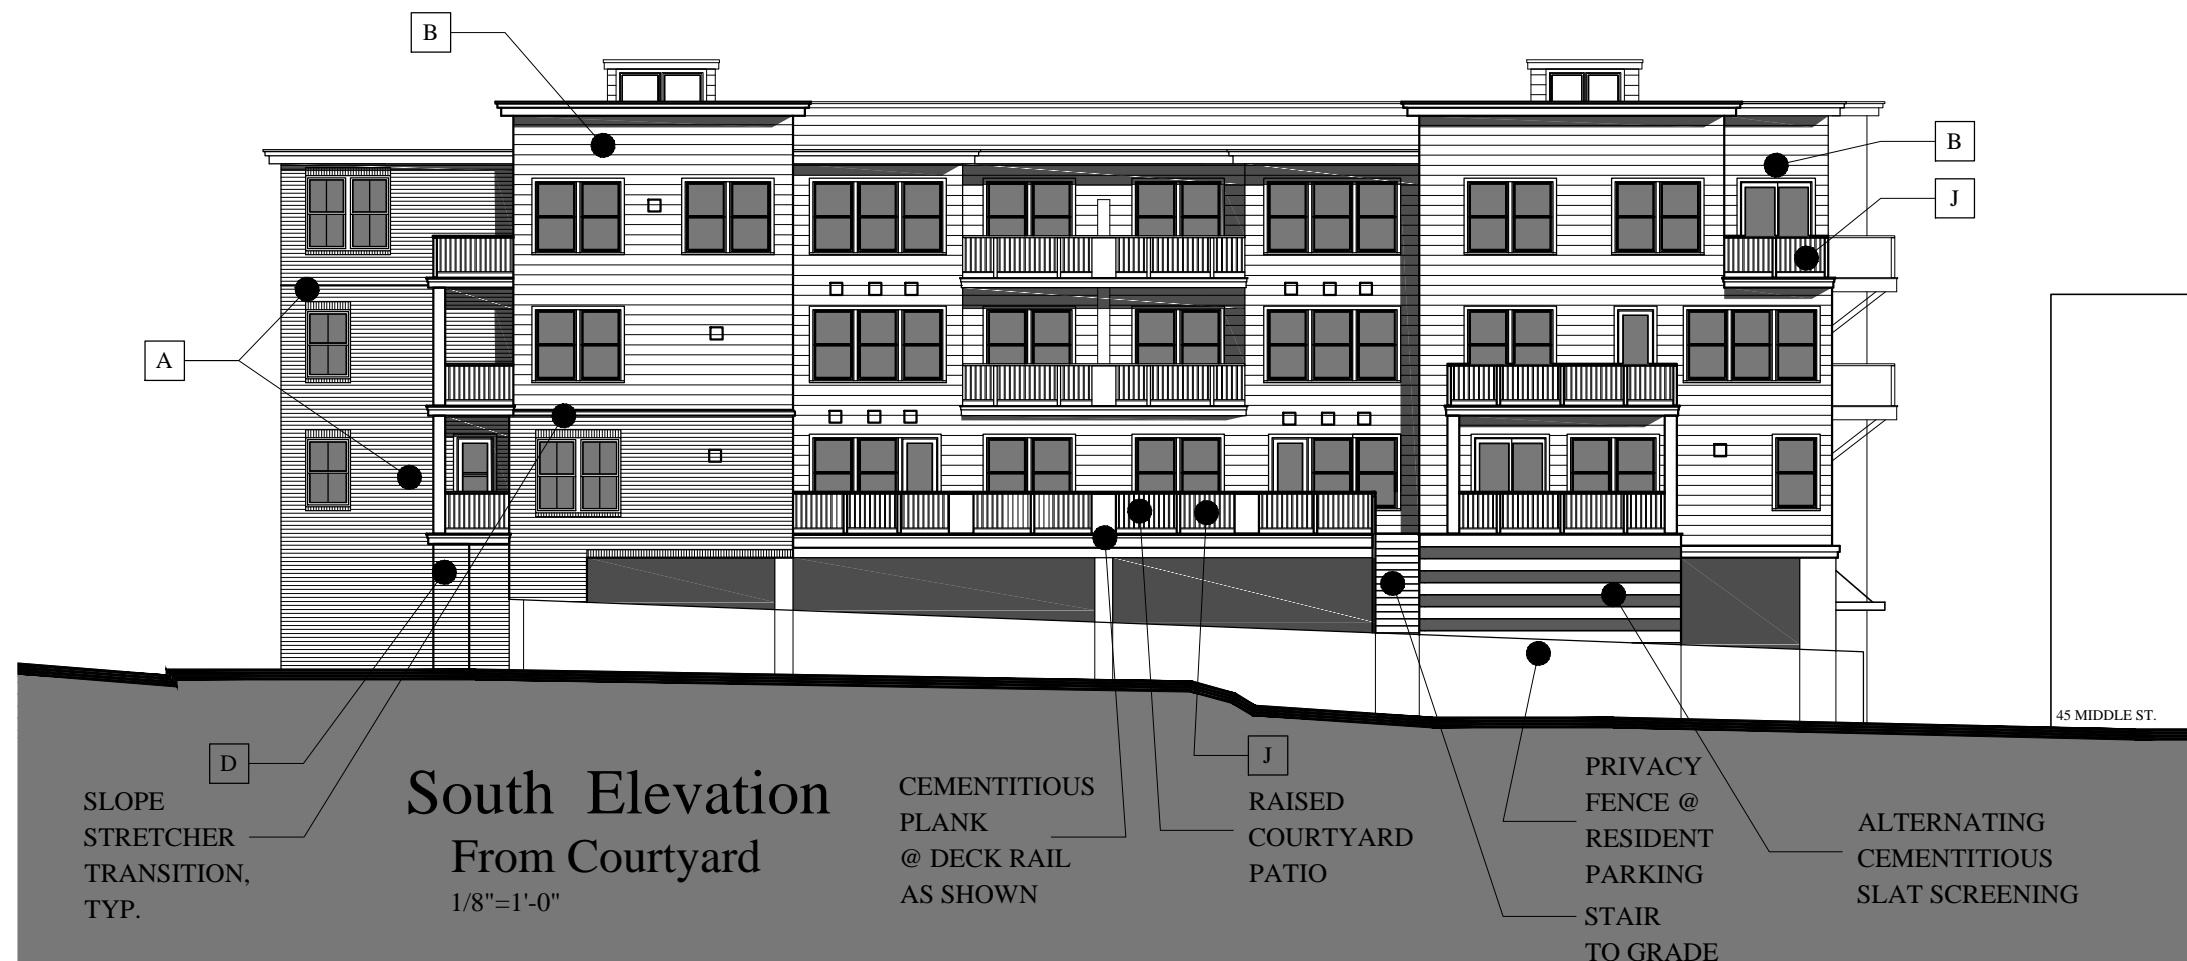 B
B
J
A
45 MIDDLE ST.
D
SLOPE
STRETCHER
TRANSITION,
TYP.
South Elevation
From Courtyard
1/8"=1'-0"
CEMENTITIOUS
PLANK
@ DECK RAIL
AS SHOWN
J
RAISED
COURTYARD
PATIO
PRIVACY
FENCE @
RESIDENT
PARKING
STAIR
TO GRADE
ALTERNATING
CEMENTITIOUS
SLAT SCREENING